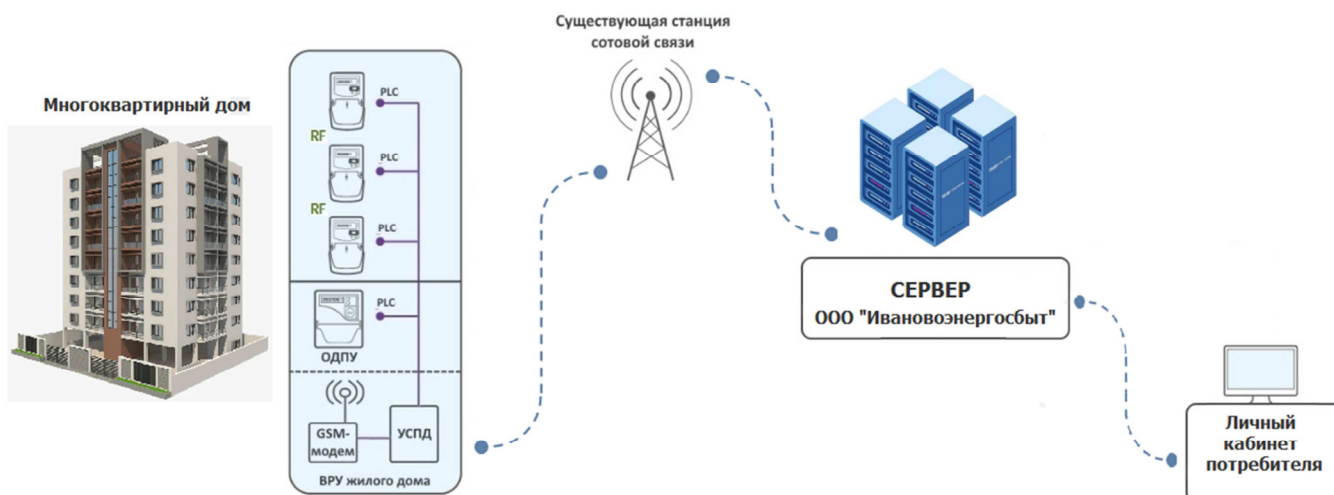 Существующая станция
сотовой связи
Многоквартирный дом
PLC
RF
PLC
RF
PLC
PLC
ОДПУ
GSM-
модем
УСПД
ВРУ жилого дома
СЕРВЕР
ООО "Ивановоэнергосбыт"
Личный
кабинет
потребителя